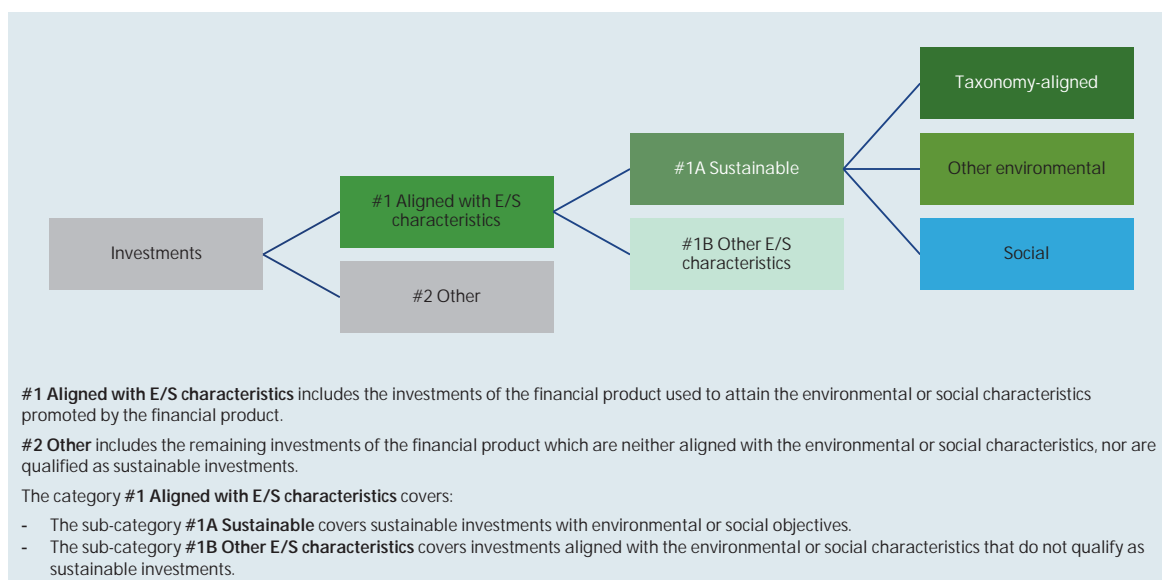 Taxonomy-aligned
#1A Sustainable
Other environmental
#1 Aligned with E/S
characteristics
Investments
#1B Other E/S
characteristics
Social
#2 Other
#1 Aligned with E/S characteristics includes the investments of the financial product used to attain the environmental or social characteristics
promoted by the financial product.
#2 Other includes the remaining investments of the financial product which are neither aligned with the environmental or social characteristics, nor are
qualified as sustainable investments.
The category #1 Aligned with E/S characteristics covers:
- The sub-category #1A Sustainable covers sustainable investments with environmental or social objectives.
- The sub-category #1B Other E/S characteristics covers investments aligned with the environmental or social characteristics that do not qualify as
sustainable investments.